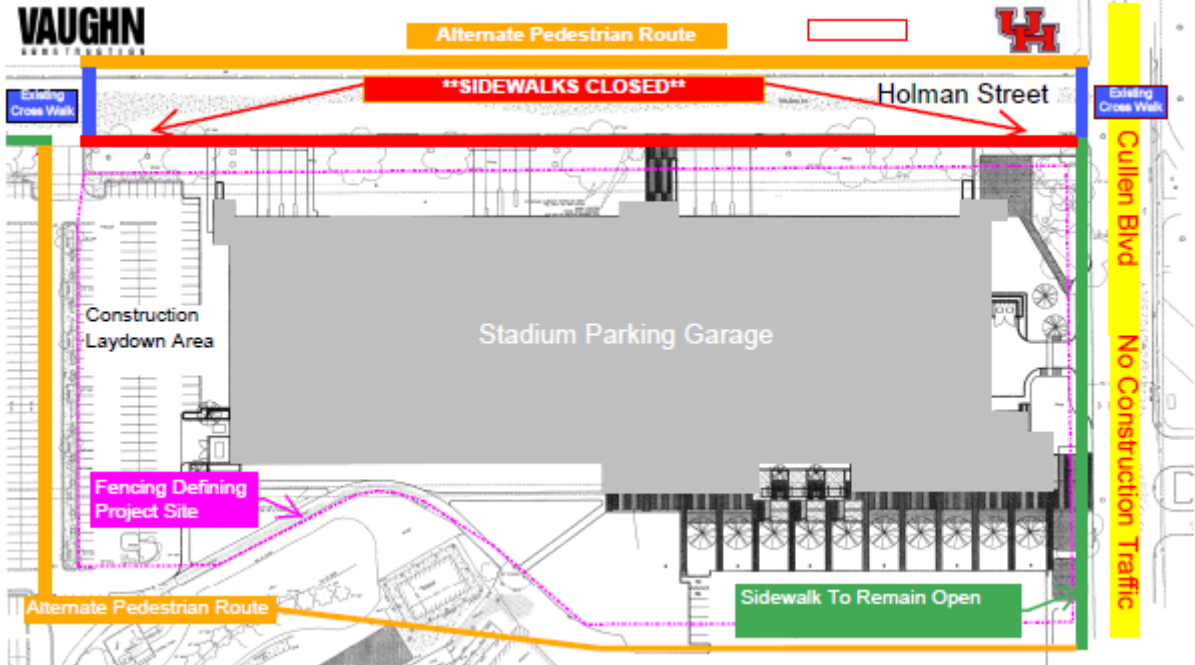 VAUGHN
CONSTRUCTION
Alternate Pedestrian Route
UH
**SIDEWALKS CLOSED**
Holman Street
Existing
Cross Walk
Existing
Cross Walk
Cullen Blvd No Construction Traffic
Construction
Laydown Area
Stadium Parking Garage
Fencing Defining
Project Site
Alternate Pedestrian Route
Sidewalk To Remain Open